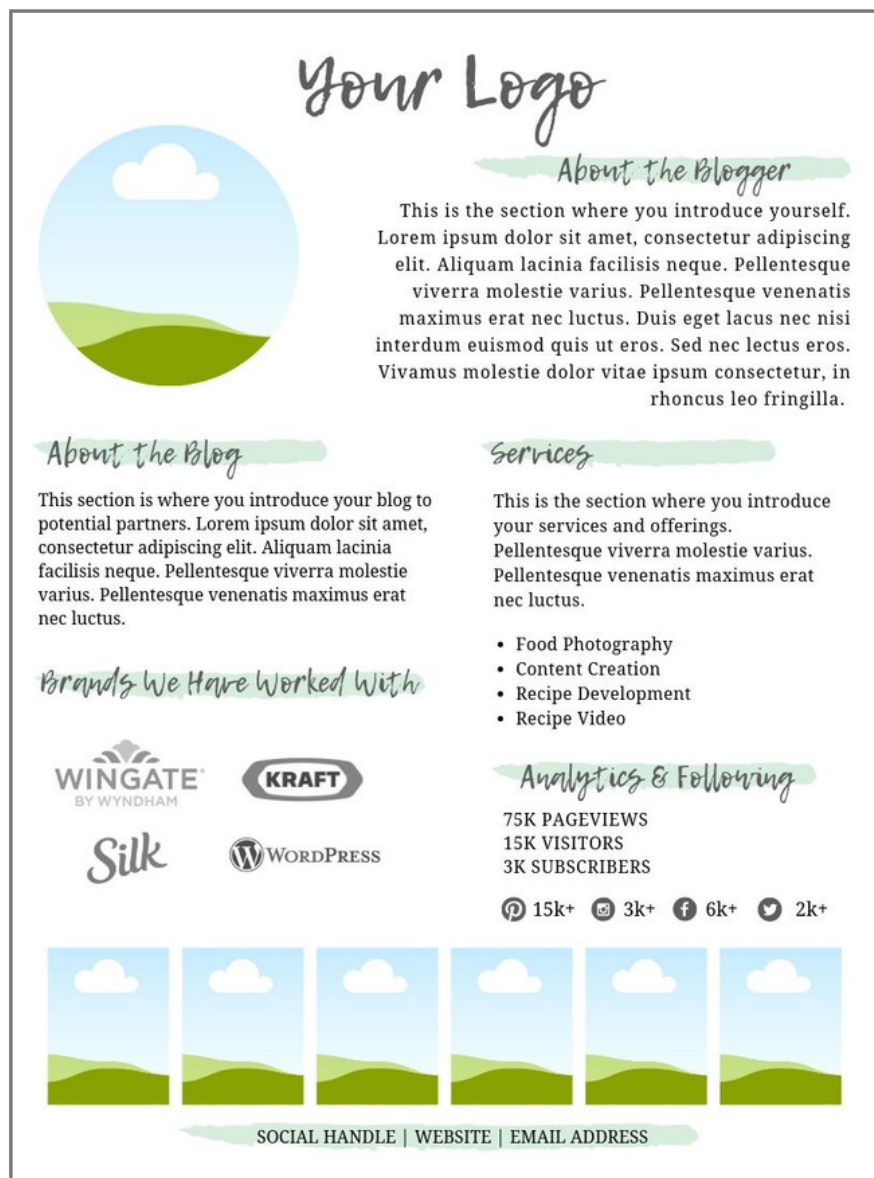 Your Logo
About the Blogger
This is the section where you introduce yourself.
Lorem ipsum dolor sit amet, consectetur adipiscing
elit. Aliquam lacinia facilisis neque. Pellentesque
viverra molestie varius. Pellentesque venenatis
maximus erat nec luctus. Duis eget lacus nec nisi
interdum euismod quis ut eros. Sed nec lectus eros.
Vivamus molestie dolor vitae ipsum consectetur, in
rhoncus leo fringilla.
About the Blog
This section is where you introduce your blog to
potential partners. Lorem ipsum dolor sit amet,
consectetur adipiscing elit. Aliquam lacinia
facilisis neque. Pellentesque viverra molestie
varius. Pellentesque venenatis maximus erat
nec luctus.
Brands We Have Worked With
WINGATE
BY WYNDHAM
KRAFT
Silk
WORDPRESS
Services
This is the section where you introduce
your services and offerings.
Pellentesque viverra molestie varius.
Pellentesque venenatis maximus erat
nec luctus.
• Food Photography
• Content Creation
• Recipe Development
• Recipe Video
Analytics & Following
75K PAGEVIEWS
15K VISITORS
3K SUBSCRIBERS
15k+ 3k+ 6k+ 2k+
SOCIAL HANDLE | WEBSITE | EMAIL ADDRESS